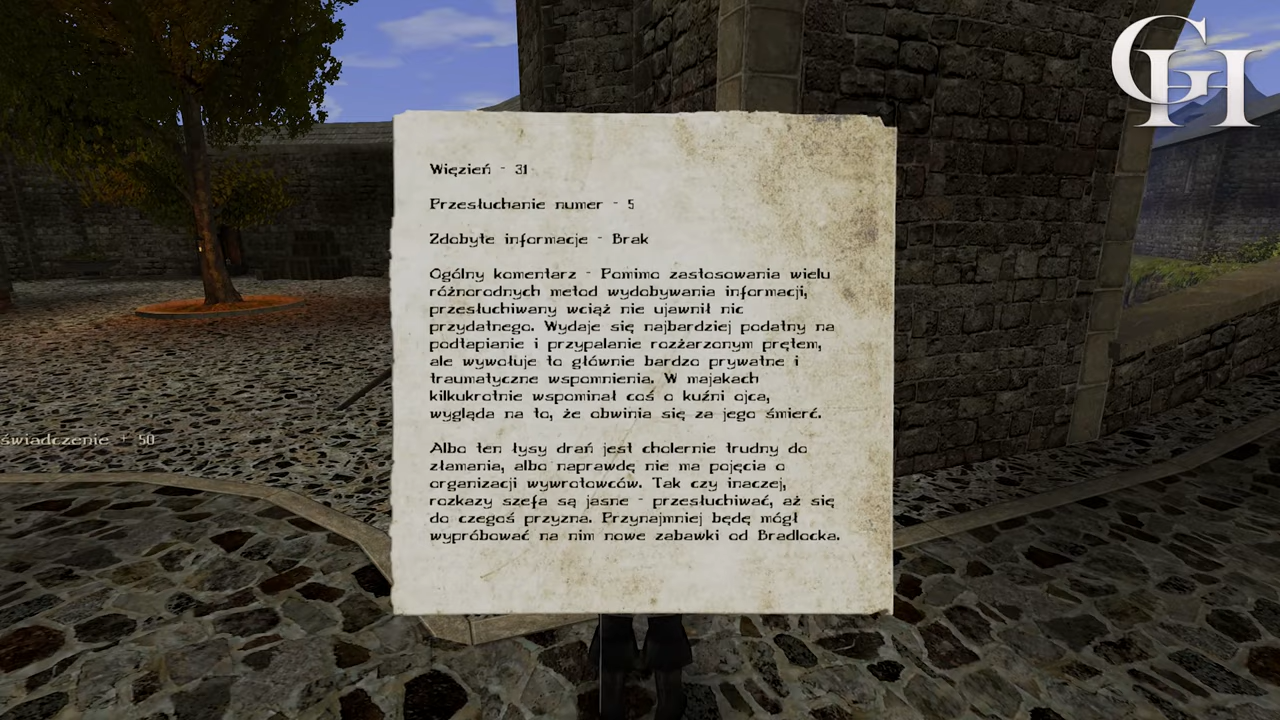 GH
Więzień - 31
Przesłuchanie numer - 5
Zdobyte informacje - Brak
Ogólny komentarz - Pomimo zastosowania wielu
różnorodnych metod wydobywania informacji,
przesłuchiwany wciąż nie ujawnił nic
przydatnego. Wydaje się najbardziej podatny na
podtapianie i przypalanie rozżarzonym prętem,
ale wywołuje to głównie bardzo prywatne i
traumatyczne wspomnienia. W majakach
kilkukrotnie wspominał coś o kuźni ojca,
wygląda na to, że obwinia się za jego śmierć.
Albo ten łysy drań jest cholernie trudny do
złamania, albo naprawdę nie ma pojęcia o
organizacji wywrotowców. Tak czy inaczej,
rozkazy szefa są jasne - przesłuchiwać, aż się
do czegoś przyzna. Przynajmniej będę mógł
wypróbować na nim nowe zabawki od Bradlocka.
świadczenie + 50